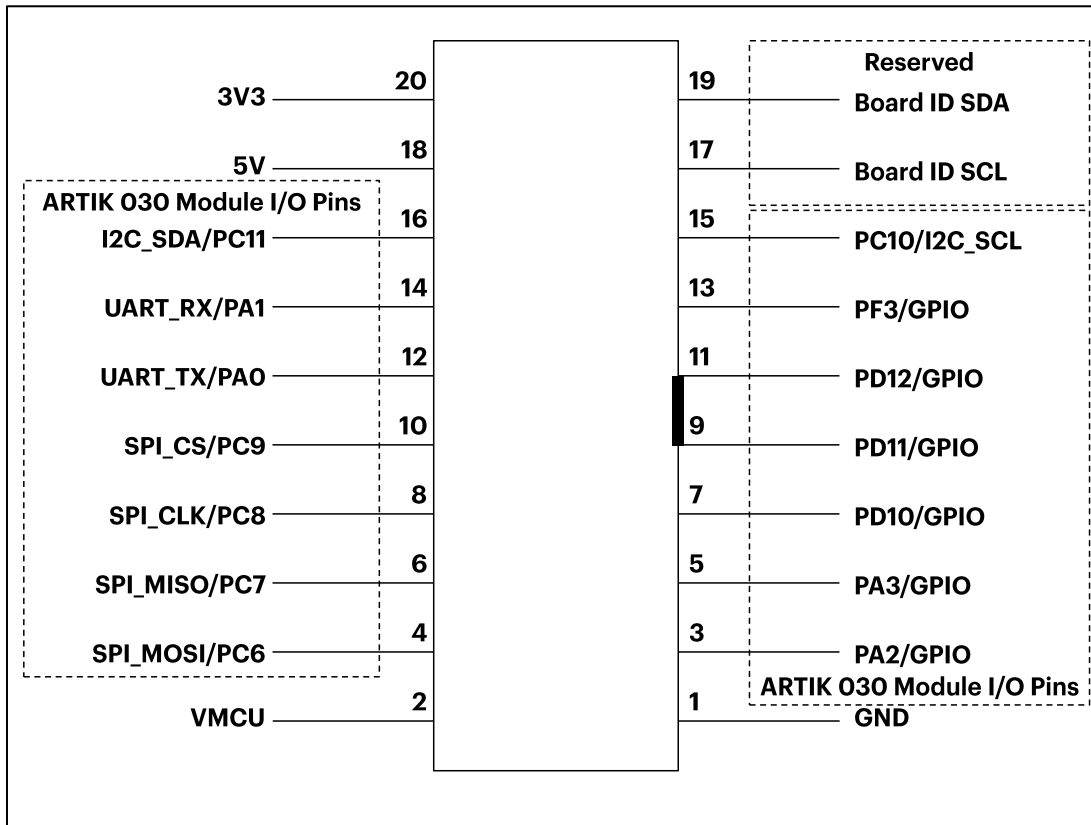 20
3V3
18
5V
ARTIK 030 Module I/O Pins
16
I2C_SDA/PC11
14
UART_RX/PA1
12
UART_TX/PA0
10
SPI_CS/PC9
8
SPI_CLK/PC8
6
SPI_MISO/PC7
4
SPI_MOSI/PC6
2
VMCU
Reserved
19
Board ID SDA
17
Board ID SCL
15
PC10/I2C_SCL
13
PF3/GPIO
11
PD12/GPIO
9
PD11/GPIO
7
PD10/GPIO
5
PA3/GPIO
3
PA2/GPIO
ARTIK 030 Module I/O Pins
1
GND